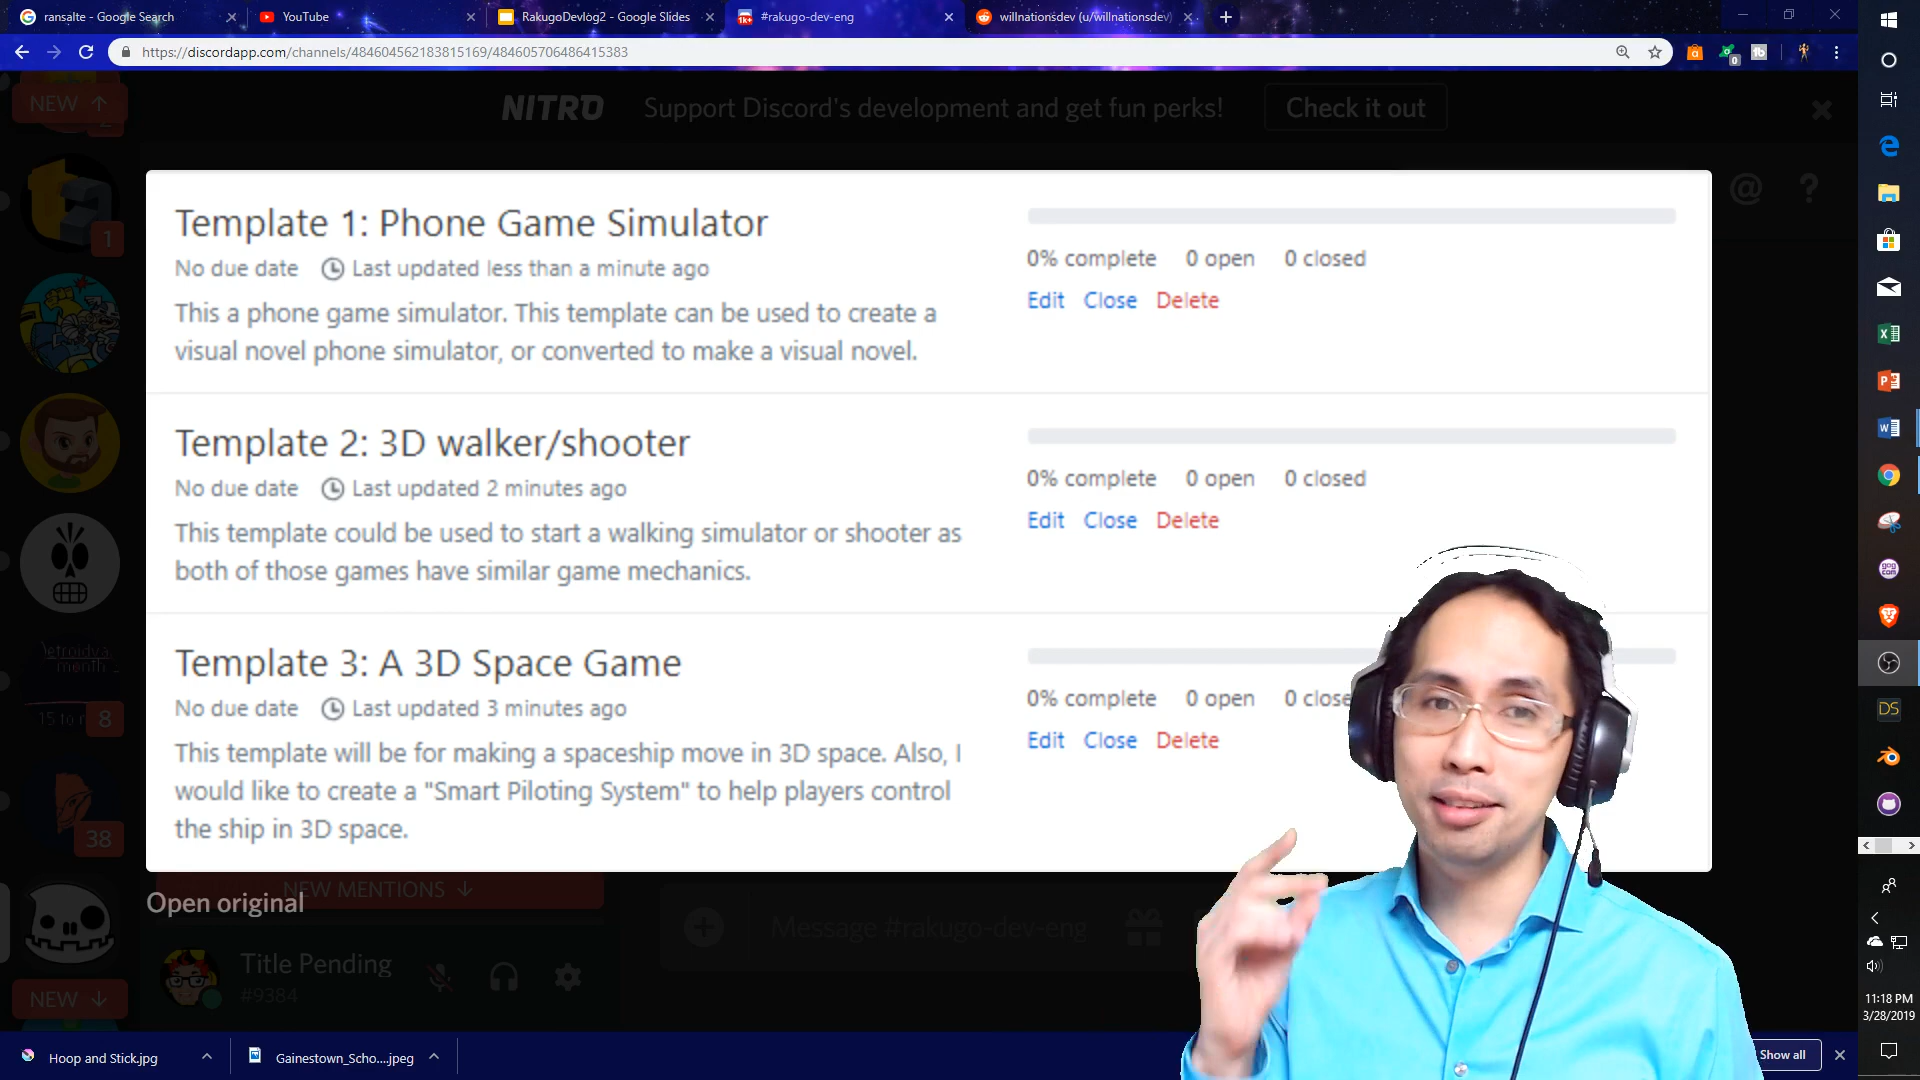 ransalte - Google Search
YouTube
RakugoDevlog2 - Google Slides
#rakugo-dev-eng
willnationsdev (u/willnationsdev)
https://discordapp.com/channels/484604562183815169/484605706486415383
NEW
NITRO
Support Discord's development and get fun perks!
Check it out
Template 1: Phone Game Simulator
No due date
Last updated less than a minute ago
This a phone game simulator. This template can be used to create a
visual novel phone simulator, or converted to make a visual novel.
0% complete 0 open 0 closed
Edit Close Delete
1
Template 2: 3D walker/shooter
No due date
Last updated 2 minutes ago
This template could be used to start a walking simulator or shooter as
both of those games have similar game mechanics.
0% complete 0 open 0 closed
Edit Close Delete
Template 3: A 3D Space Game
No due date
Last updated 3 minutes ago
This template will be for making a spaceship move in 3D space. Also, I
would like to create a "Smart Piloting System" to help players control
the ship in 3D space.
0% complete 0 open 0 close
Edit Close Delete
month
15 to
8
38
NEW MENTIONS
Open original
Message #rakugo-dev-eng
Title Pending
#9384
NEW
Hoop and Stick.jpg
Gainestown_Scho....jpeg
Show all
DS
11:18 PM
3/28/2019